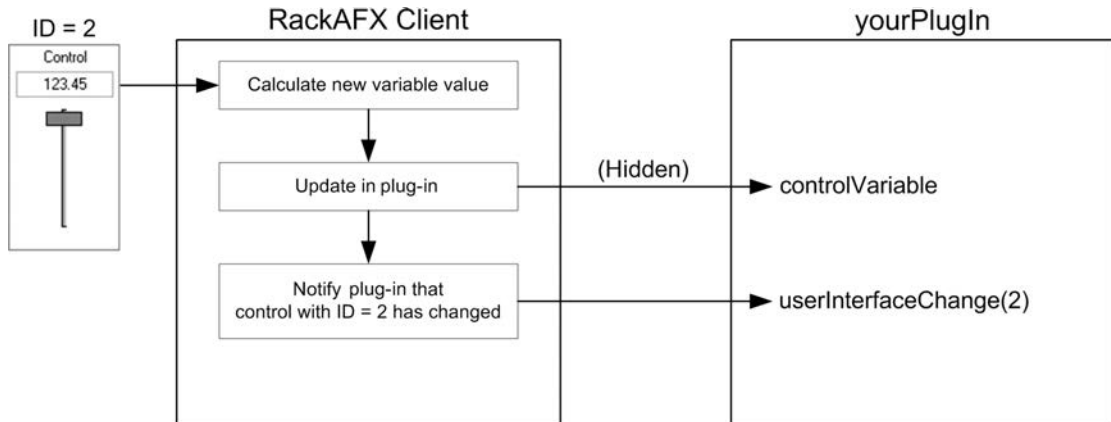 ID = 2
RackAFX Client
yourPlugIn
Control
123.45
Calculate new variable value
Update in plug-in
(Hidden)
controlVariable
Notify plug-in that
control with ID = 2 has changed
userInterfaceChange(2)